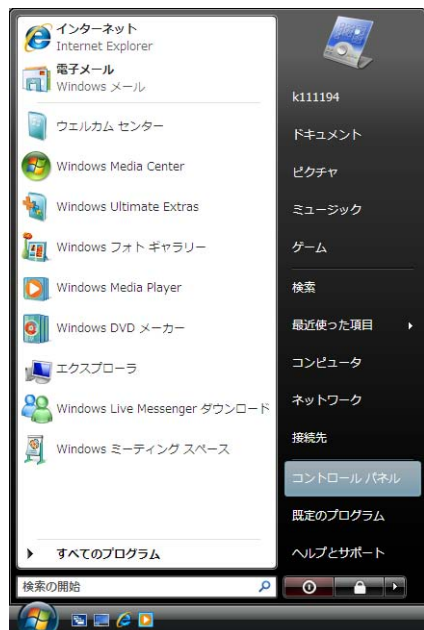 インターネット
Internet Explorer
電子メール
Windows メール
ウェルカム センター
Windows Media Center
Windows Ultimate Extras
Windows フォト ギャラリー
Windows Media Player
Windows DVD メーカー
エクスプローラ
Windows Live Messenger ダウンロード
Windows ミーティング スペース
すべてのプログラム
検索の開始
k111194
ドキュメント
ピクチャ
ミュージック
ゲーム
検索
最近使った項目
コンピュータ
ネットワーク
接続先
コントロール パネル
既定のプログラム
ヘルプとサポート